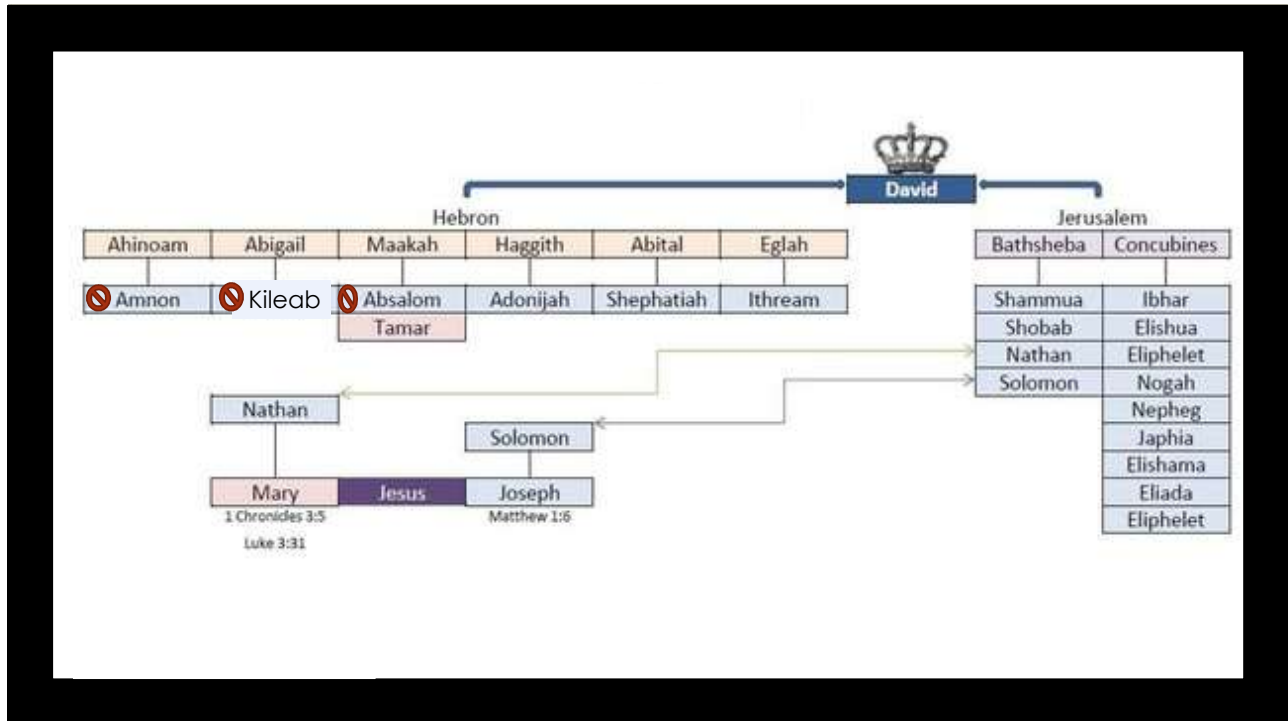 David
Hebron
Jerusalem
Ahinoam Abigail Maakah Haggith Abital Eglah
Bathsheba Concubines
Amnon Kileab Absalom Adonijah Shephatiah Ithream
Shammua Ibhar
Tamar
Shobab Elishua
Nathan Eliphelet
Solomon Nogah
Nathan
Nepheg
Solomon
Japhia
Elishama
Mary Jesus Joseph
Eliada
1 Chronicles 3:5
Matthew 1:6
Eliphelet
Luke 3:31